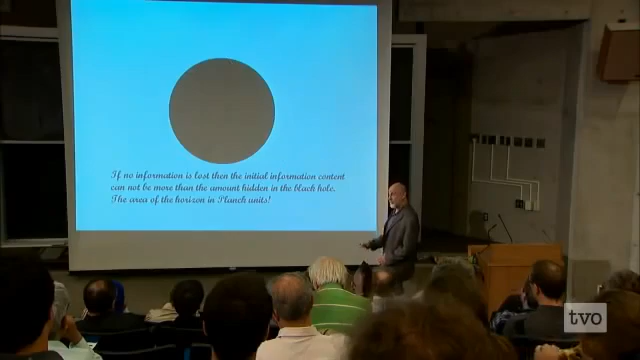 If no information is lost then the initial information content
can not be more than the amount hidden in the black hole.
The area of the horizon in Planck units!
tvo